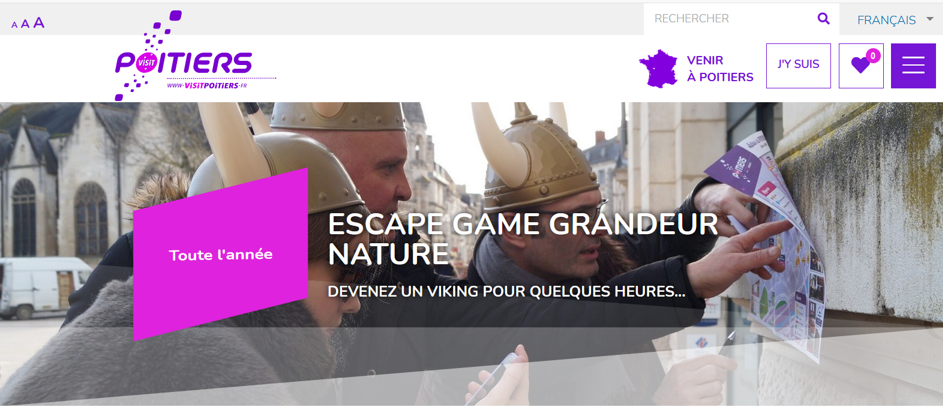 A A A
RECHERCHER
FRANÇAIS
POITIERS
VISIT
WWW.VISITPOITIERS.FR
VENIR
À POITIERS
J'Y SUIS
0
POITIERS
Toute l'année
ESCAPE GAME GRANDEUR
NATURE
DEVENEZ UN VIKING POUR QUELQUES HEURES...